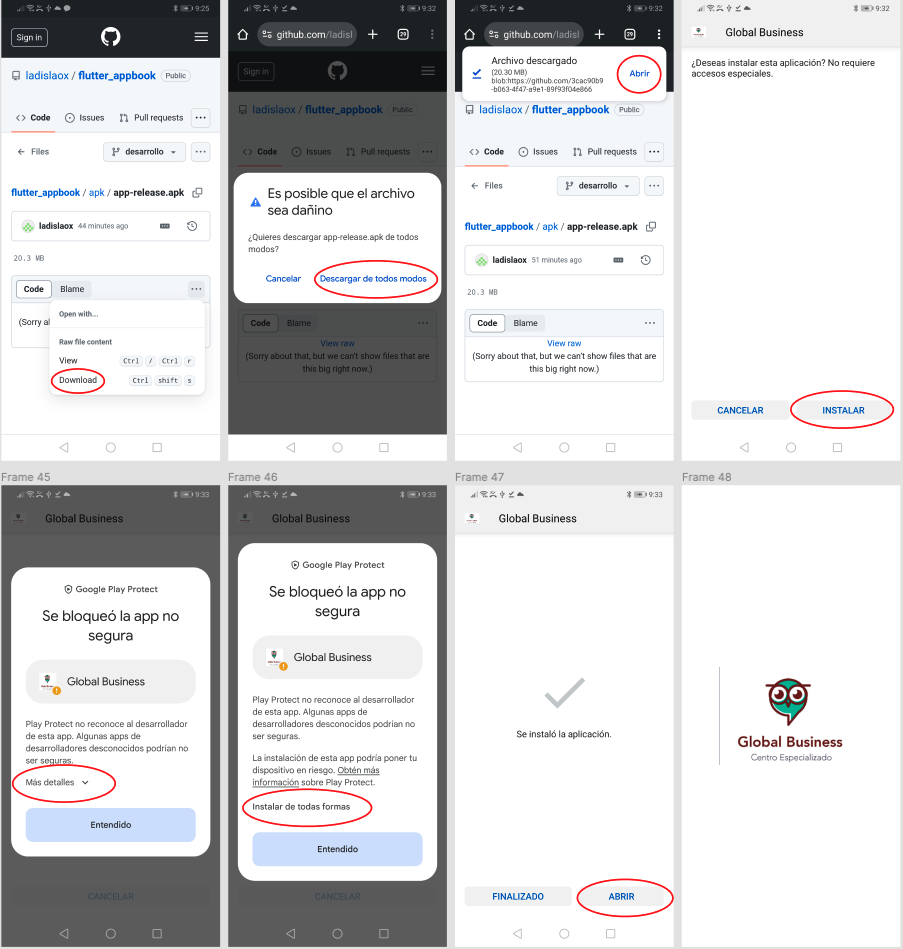 9:25
Sign in
ladislaox / flutter_appbook Public
Code Issues Pull requests
Files desarrollo
flutter_appbook / apk / app-release.apk
ladislaox 44 minutes ago
20.3 MB
Code Blame
Open with...
(Sorry al
Raw file content
View Ctrl / Ctrl r
Download Ctrl shift s
9:32
github.com/ladisl 29
Sign in
ladislaox / flutter_appbook Public
Code Issues Pull requests
Es posible que el archivo
sea dañino
¿Quieres descargar app-release.apk de todos
modos?
Cancelar Descargar de todos modos
Code Blame
View raw
(Sorry about that, but we can't show files that are
this big right now.)
9:32
github.com/ladisl 29
Archivo descargado
(20.30 MB)
blob:https://github.com/3cac90b9
-b063-4f47-a9e1-89f93f04e866
Abrir
ladislaox / flutter_appbook Public
Code Issues Pull requests
Files desarrollo
flutter_appbook / apk / app-release.apk
ladislaox 51 minutes ago
20.3 MB
Code Blame
View raw
(Sorry about that, but we can't show files that are
this big right now.)
9:32
Global Business
¿Deseas instalar esta aplicación? No requiere
accesos especiales.
CANCELAR INSTALAR
Frame 45
9:33
Global Business
Google Play Protect
Se bloqueó la app no
segura
Global Business
Play Protect no reconoce al desarrollador
de esta app. Algunas apps de
desarrolladores desconocidos podrían no
ser seguras.
Más detalles
Entendido
CANCELAR
Frame 46
9:33
Global Business
Google Play Protect
Se bloqueó la app no
segura
Global Business
Play Protect no reconoce al desarrollador
de esta app. Algunas apps de
desarrolladores desconocidos podrían no
ser seguras.
La instalación de esta app podría poner tu
dispositivo en riesgo. Obtén más
información sobre Play Protect.
Instalar de todas formas
Entendido
CANCELAR
Frame 47
9:33
Global Business
Se instaló la aplicación.
FINALIZADO ABRIR
Frame 48
Global Business
Centro Especializado